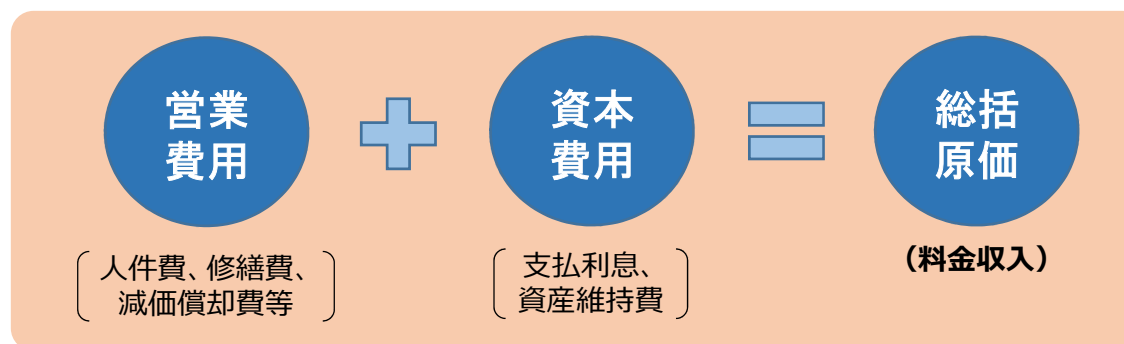 営業
費用
資本
費用
総括
原価
人件費、修繕費、
減価償却費等
支払利息、
資産維持費
（料金収入）